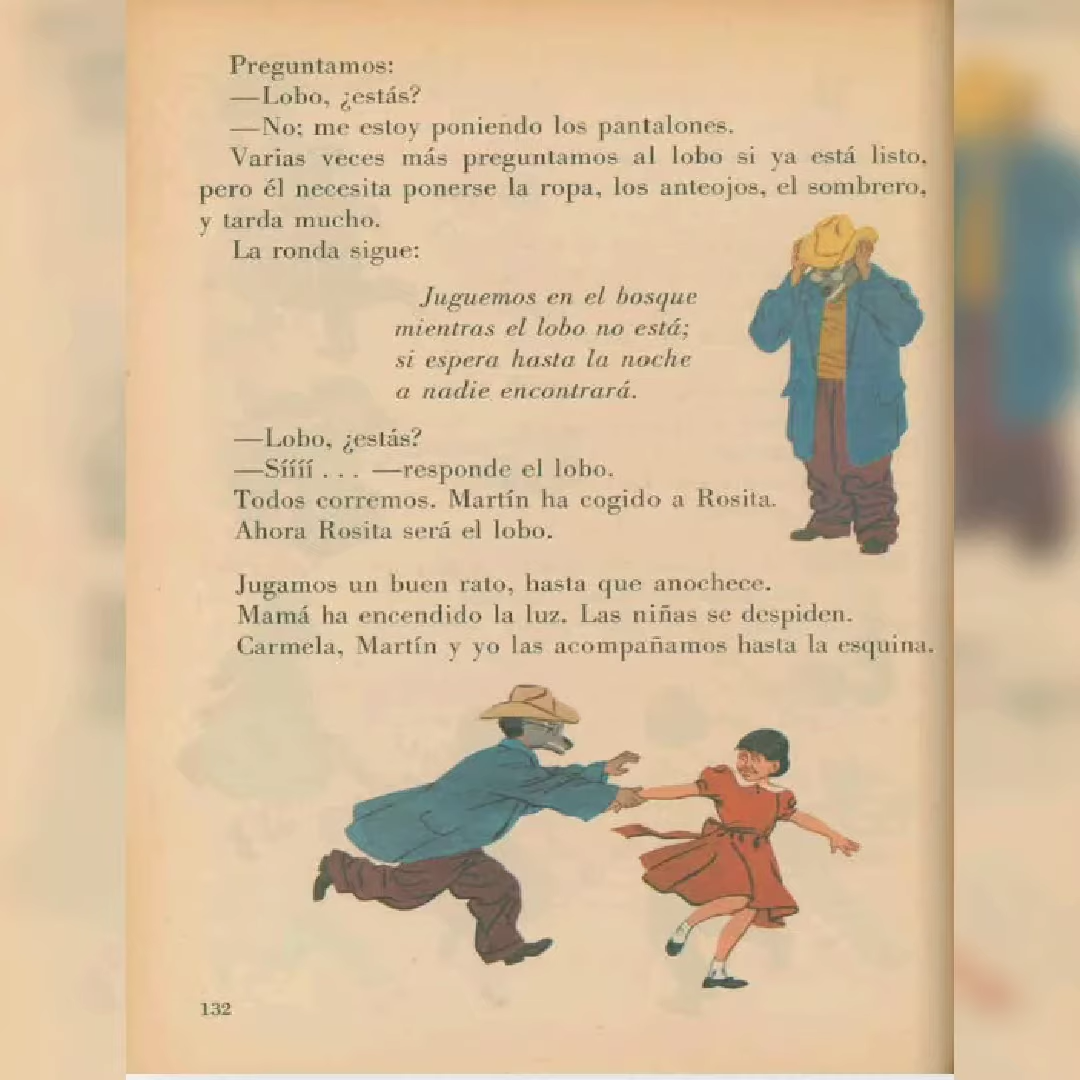 Preguntamos:
—Lobo, ¿estás?
—No; me estoy poniendo los pantalones.
Varias veces más preguntamos al lobo si ya está listo,
pero él necesita ponerse la ropa, los anteojos, el sombrero,
y tarda mucho.
La ronda sigue:
Juguemos en el bosque
mientras el lobo no está;
si espera hasta la noche
a nadie encontrará.
—Lobo, ¿estás?
—Síííí . . . —responde el lobo.
Todos corremos. Martín ha cogido a Rosita.
Ahora Rosita será el lobo.
Jugamos un buen rato, hasta que anochece.
Mamá ha encendido la luz. Las niñas se despiden.
Carmela, Martín y yo las acompañamos hasta la esquina.
132